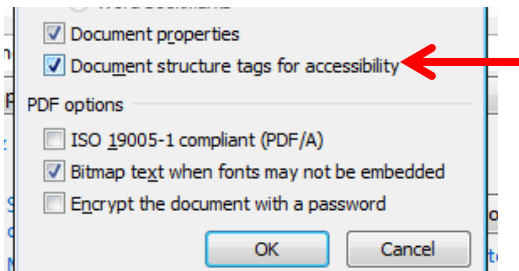 Document properties
Document structure tags for accessibility
PDF options
ISO 19005-1 compliant (PDF/A)
Bitmap text when fonts may not be embedded
Encrypt the document with a password
OK Cancel